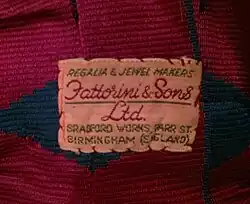 REGALIA & JEWEL MAKERS
Fattorini & Sons
Ltd.
BRADFORD WORKS, BARR ST.
BIRMINGHAM (ENGLAND)